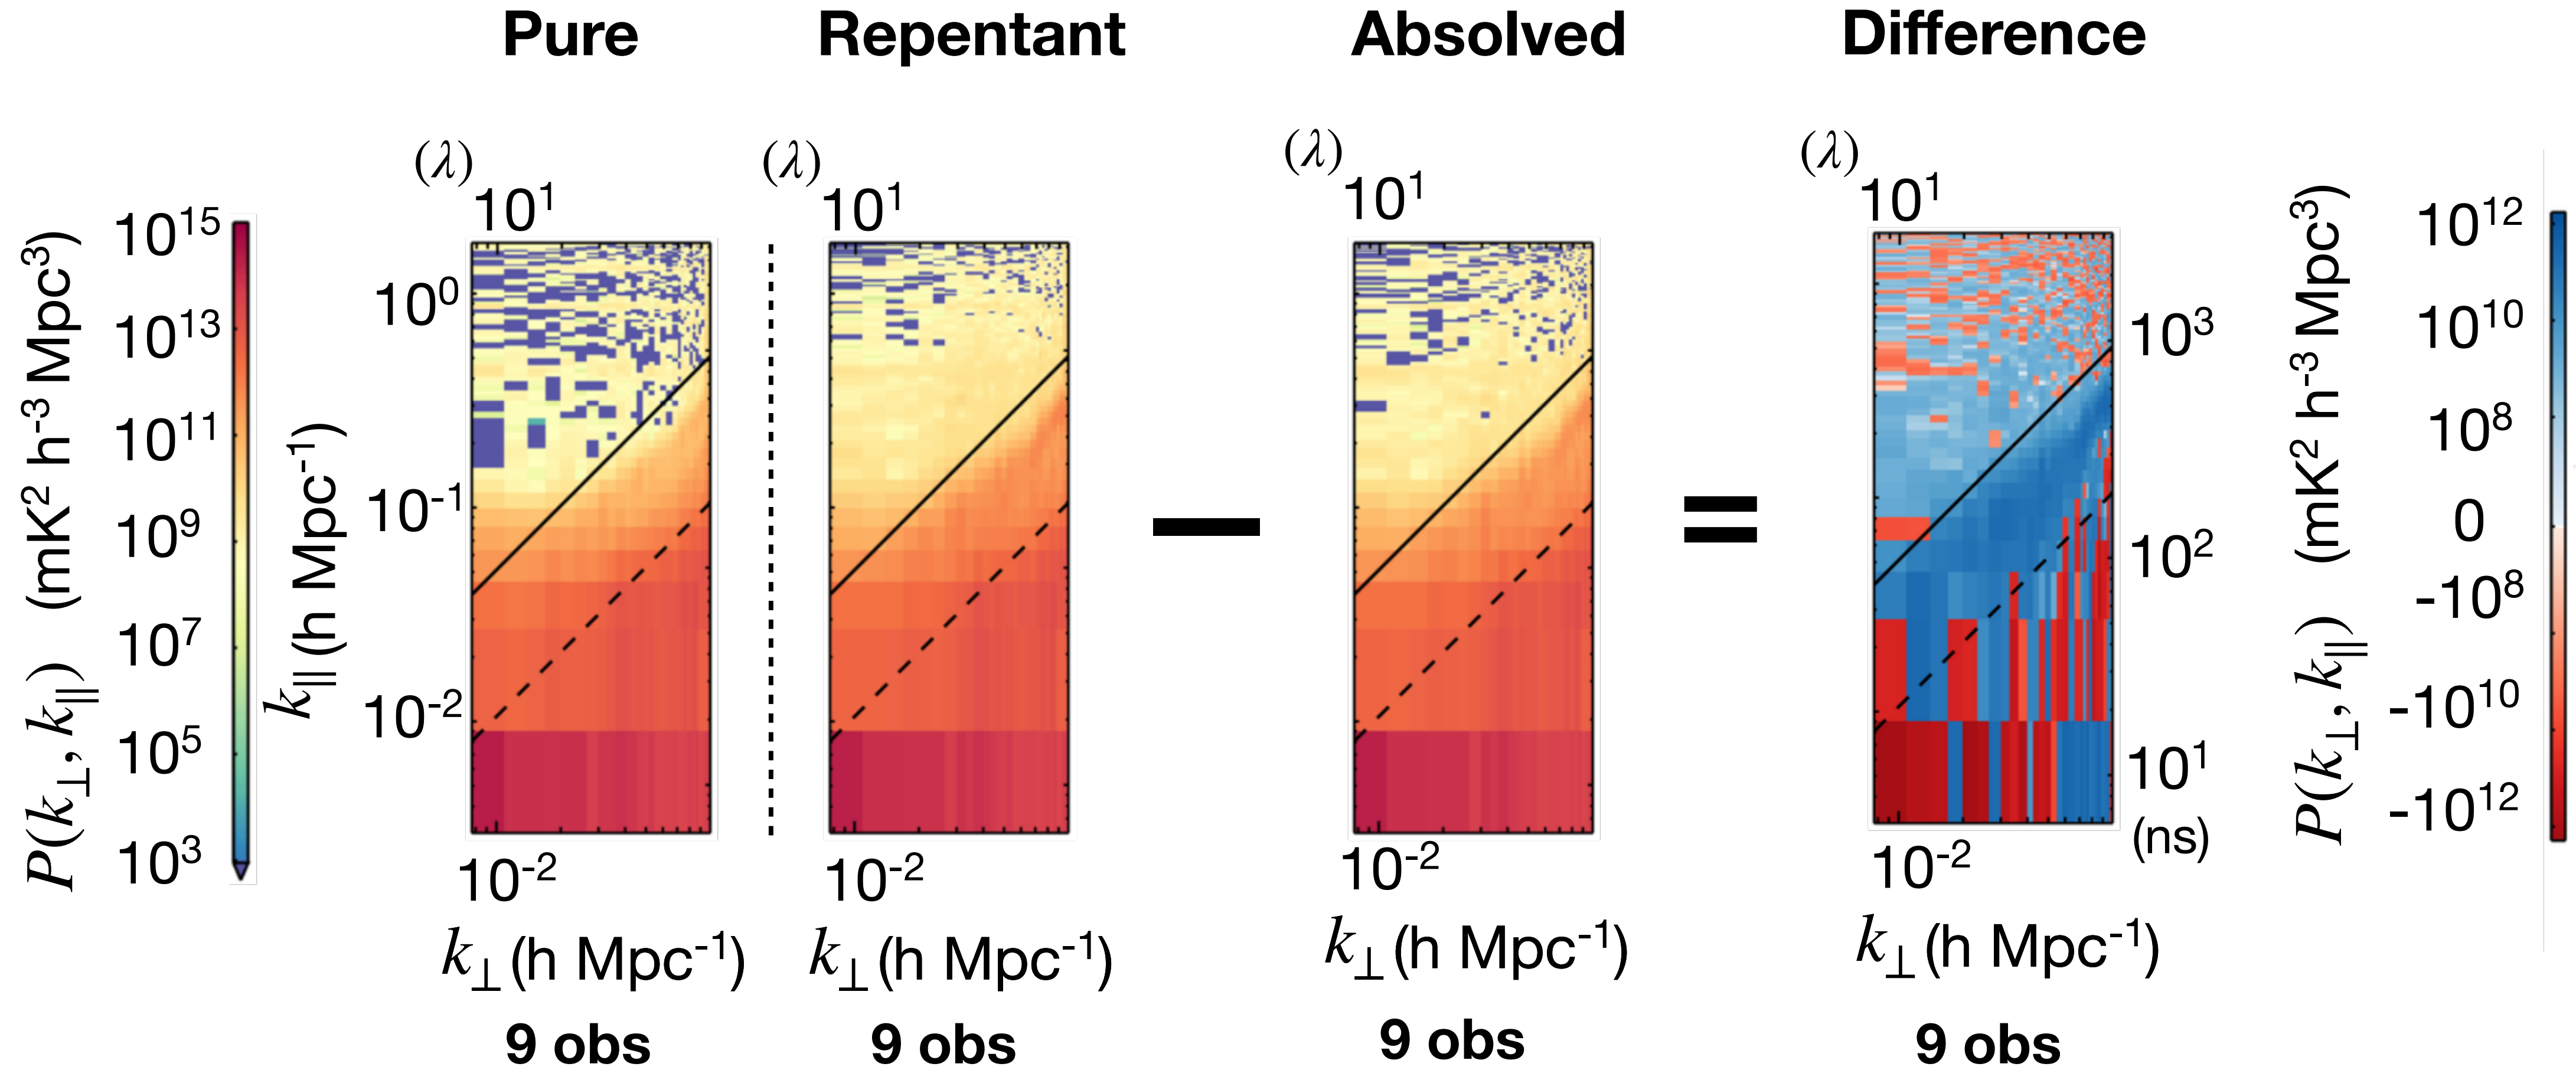 Pure Repentant Absolved Difference
(λ) (λ) (λ) (λ)
10¹ 10¹ 10¹ 10¹
P(k⊥, k∥) (mK² h⁻³ Mpc³)
10¹⁵
10¹³
10¹¹
10⁹
10⁷
10⁵
10³
k∥ (h Mpc⁻¹)
10⁰
10⁻¹
10⁻²
10³
10²
10¹
(ns)
P(k⊥, k∥) (mK² h⁻³ Mpc³)
10¹²
10¹⁰
10⁸
0
-10⁸
-10¹⁰
-10¹²
10⁻² 10⁻² 10⁻² 10⁻²
k⊥(h Mpc⁻¹) k⊥(h Mpc⁻¹) k⊥(h Mpc⁻¹) k⊥(h Mpc⁻¹)
9 obs 9 obs 9 obs 9 obs